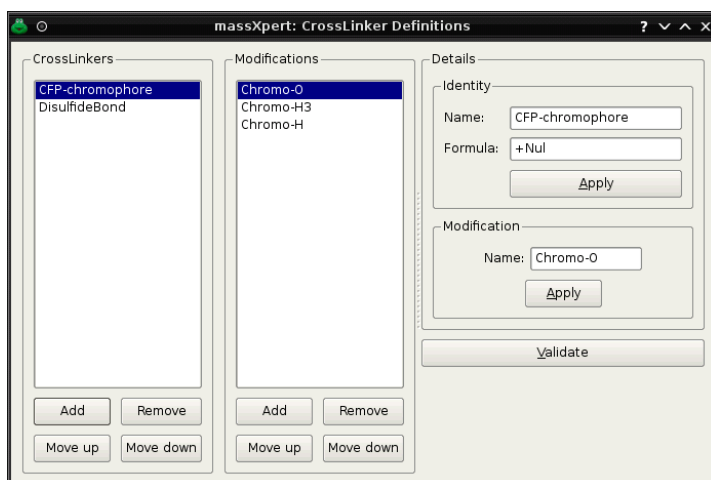 massXpert: CrossLinker Definitions
CrossLinkers
CFP-chromophore
DisulfideBond
Add
Remove
Move up
Move down
Modifications
Chromo-O
Chromo-H3
Chromo-H
Add
Remove
Move up
Move down
Details
Identity
Name: CFP-chromophore
Formula: +Nul
Apply
Modification
Name: Chromo-O
Apply
Validate